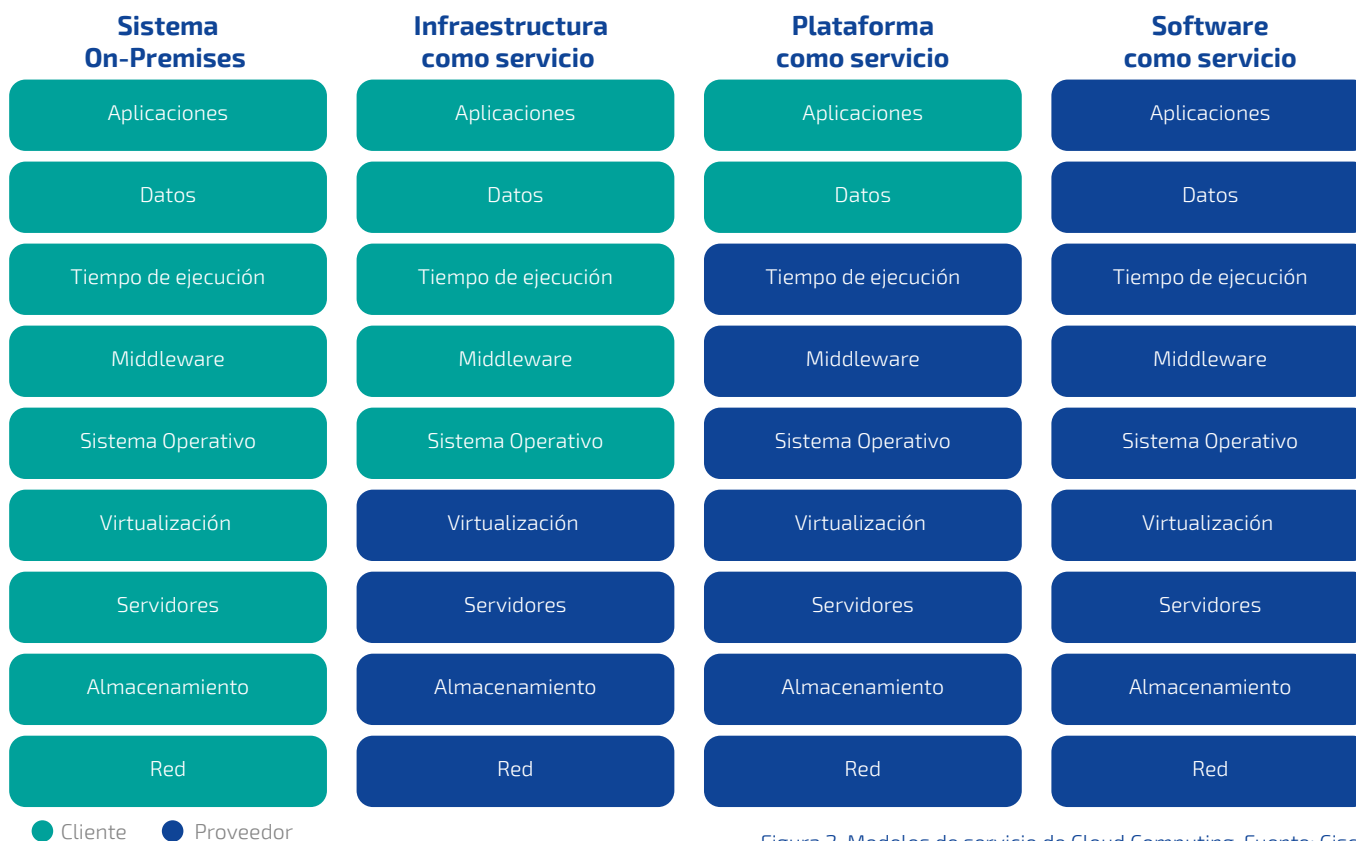 Sistema
On-Premises
Infraestructura
como servicio
Plataforma
como servicio
Software
como servicio
Aplicaciones
Aplicaciones
Aplicaciones
Aplicaciones
Datos
Datos
Datos
Datos
Tiempo de ejecución
Tiempo de ejecución
Tiempo de ejecución
Tiempo de ejecución
Middleware
Middleware
Middleware
Middleware
Sistema Operativo
Sistema Operativo
Sistema Operativo
Sistema Operativo
Virtualización
Virtualización
Virtualización
Virtualización
Servidores
Servidores
Servidores
Servidores
Almacenamiento
Almacenamiento
Almacenamiento
Almacenamiento
Red
Red
Red
Red
Cliente
Proveedor
Modelos de servicio de Cloud Computing. Fuente: